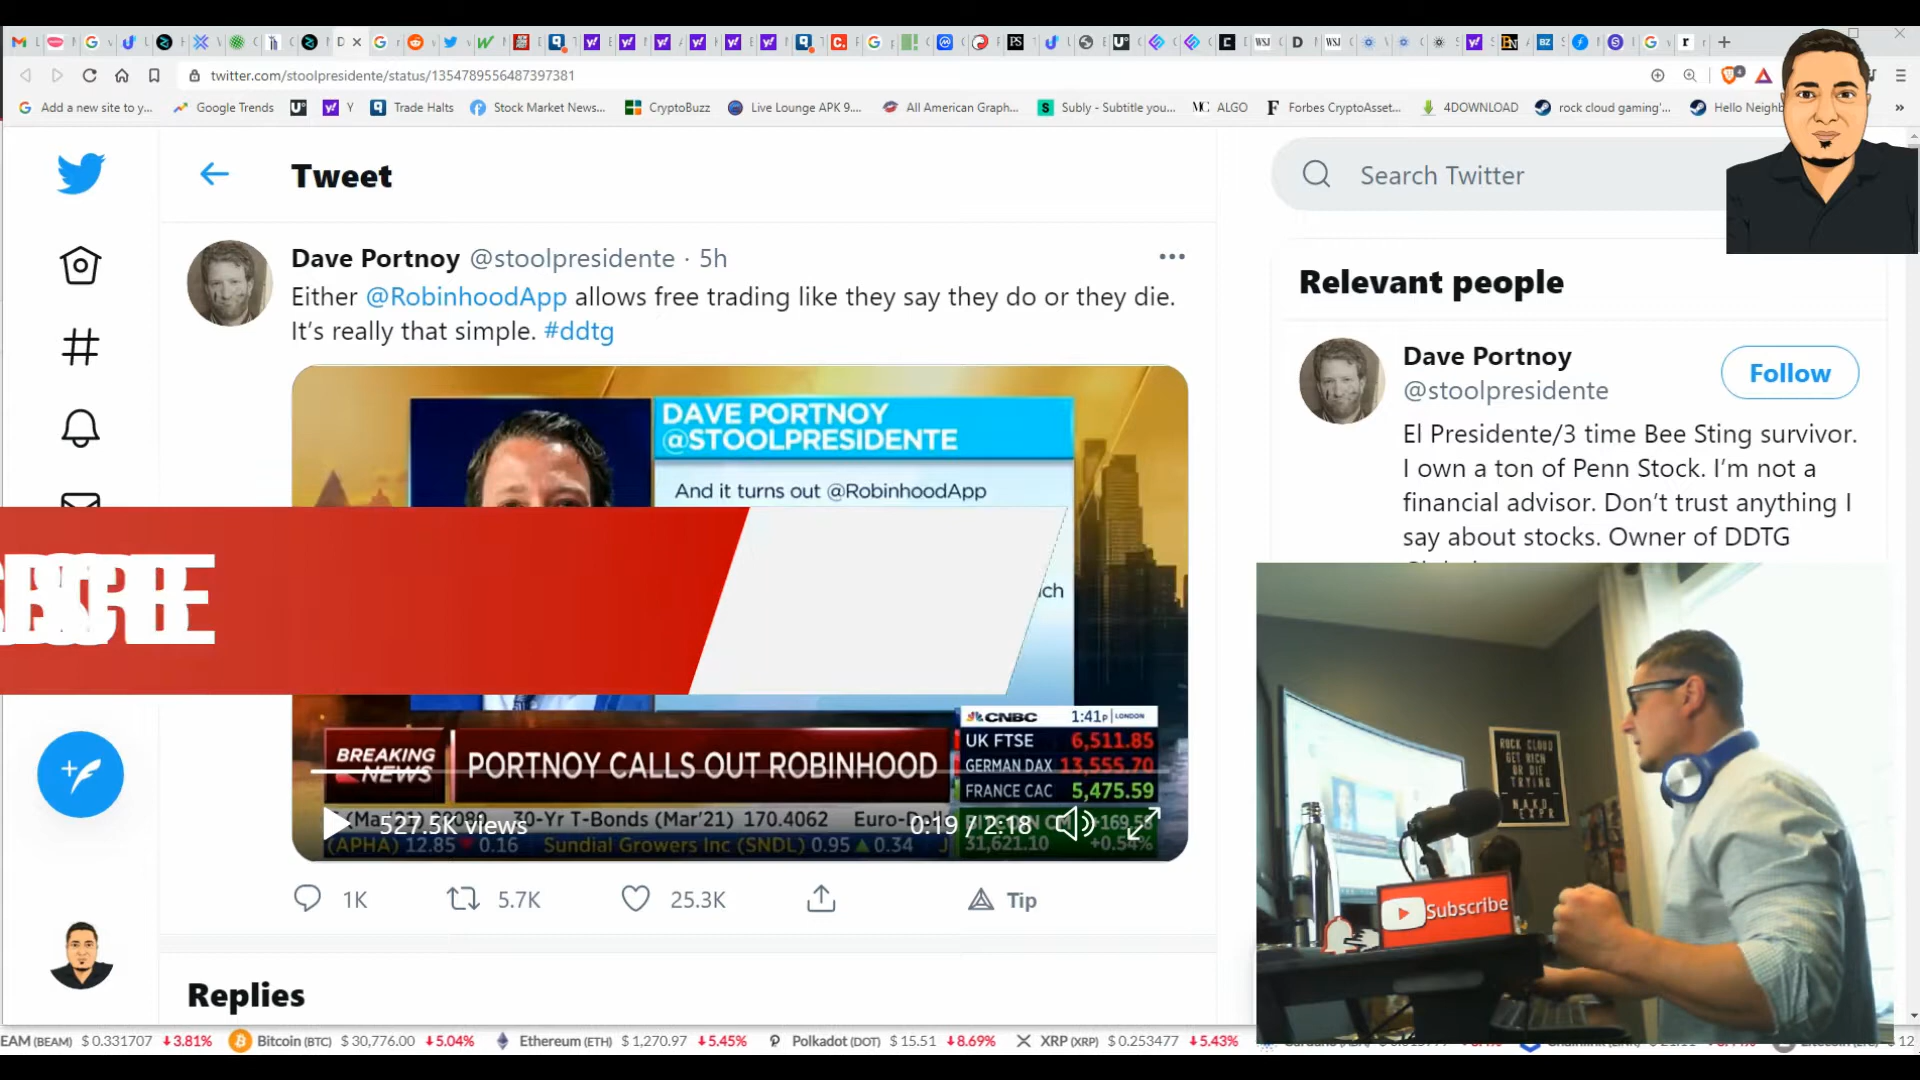 twitter.com/stoolpresidente/status/1354789556487397381
Add a new site to y...
Google Trends
Y
Trade Halts
Stock Market News...
CryptoBuzz
Live Lounge APK 9....
All American Graph...
Subly - Subtitle you...
ALGO
Forbes CryptoAsset...
4DOWNLOAD
rock cloud gaming'...
Hello Neighb
Tweet
Search Twitter
Dave Portnoy @stoolpresidente · 5h
Either @RobinhoodApp allows free trading like they say they do or they die.
It's really that simple. #ddtg
Relevant people
Dave Portnoy
@stoolpresidente
Follow
El Presidente/3 time Bee Sting survivor.
I own a ton of Penn Stock. I'm not a
financial advisor. Don't trust anything I
say about stocks. Owner of DDTG
DAVE PORTNOY
@STOOLPRESIDENTE
And it turns out @RobinhoodApp
BREAKING
NEWS
PORTNOY CALLS OUT ROBINHOOD
CNBC 1:41p LONDON
UK FTSE 6,511.85
GERMAN DAX 13,555.70
FRANCE CAC 5,475.59
30-Yr T-Bonds (Mar'21) 170.4062
527.5K views
0:19 / 2:18
(APHA) 12.85 0.16 Sundial Growers Inc (SNDL) 0.95 ▲0.34
31,621.10 +0.54%
1K
5.7K
25.3K
Tip
ROCK CLOUD
GET RICH
OR DIE
TRYING
Subscribe
Replies
EAM (BEAM) $ 0.331707 ↓3.81% Bitcoin (BTC) $ 30,776.00 ↓5.04% Ethereum (ETH) $ 1,270.97 ↓5.45% Polkadot (DOT) $ 15.51 ↓8.69% XRP (XRP) $ 0.253477 ↓5.43%